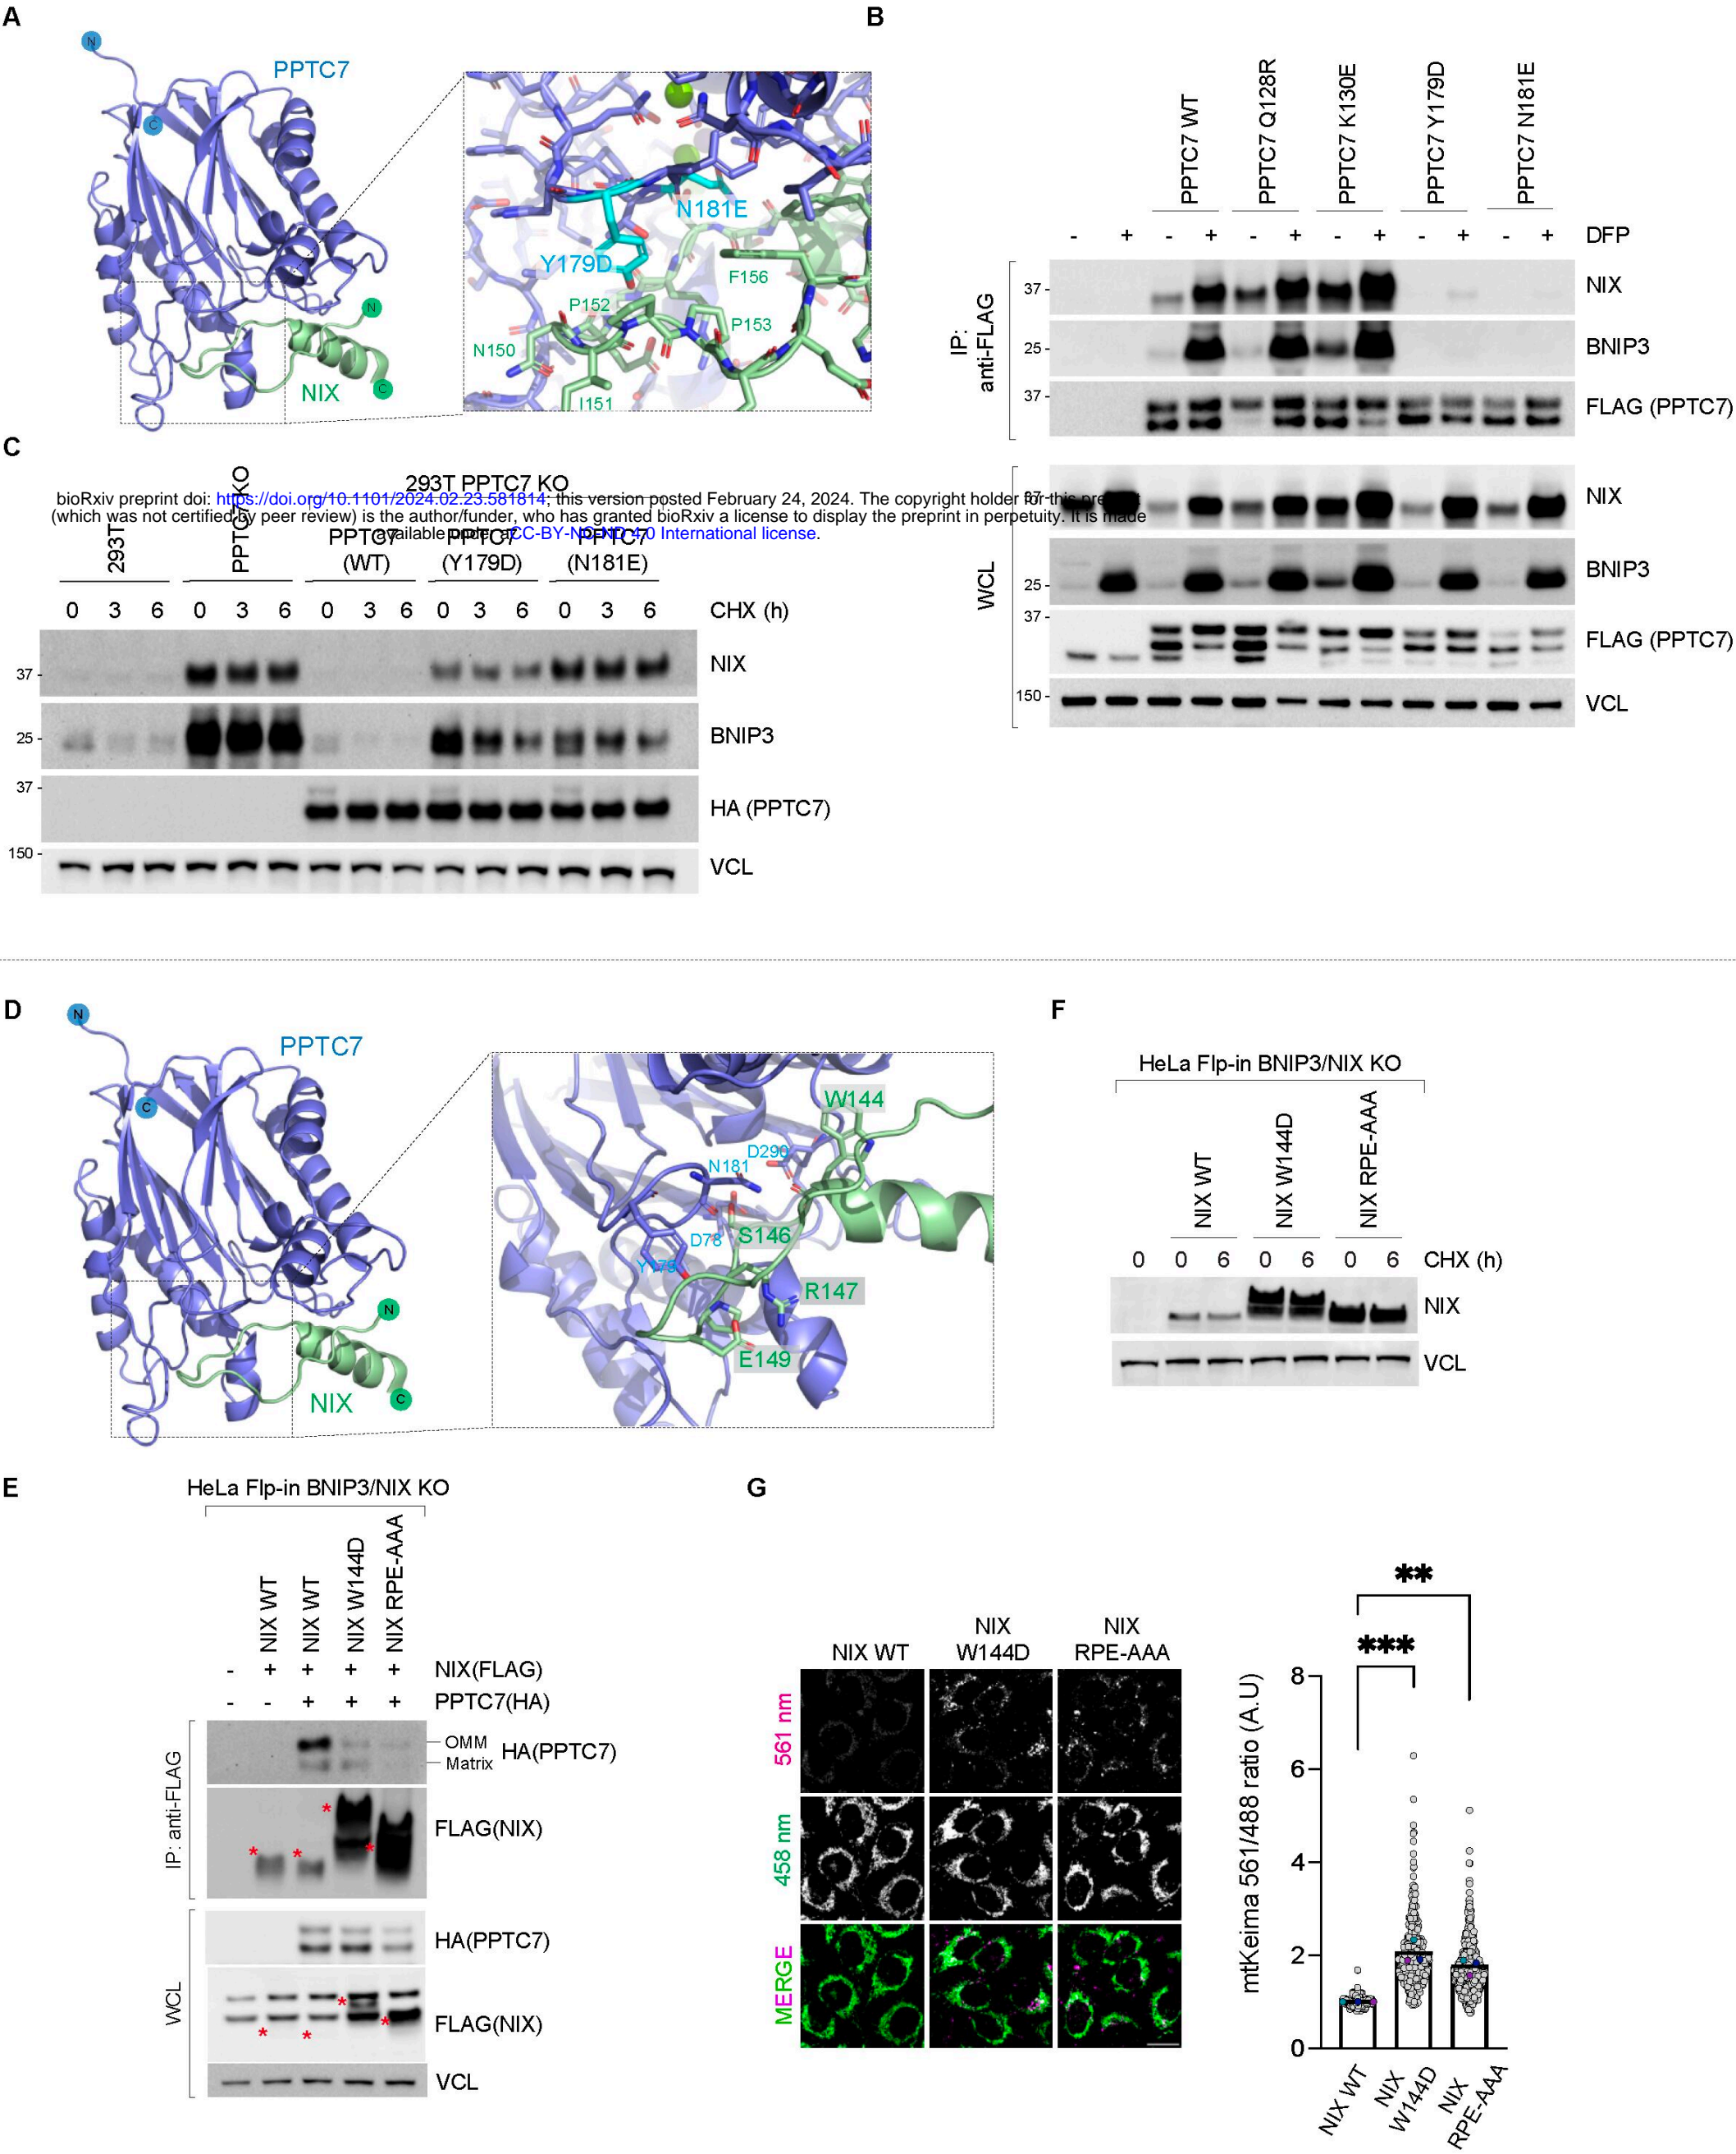 A
N
PPTC7
C
N
NIX
C
N181E
Y179D
F156
P152
P153
N150
I151
B
PPTC7 WT
PPTC7 Q128R
PPTC7 K130E
PPTC7 Y179D
PPTC7 N181E
- + - + - + - + - + - + DFP
IP:
anti-FLAG
37 - NIX
25 - BNIP3
37 - FLAG (PPTC7)
WCL
37 - NIX
25 - BNIP3
37 - FLAG (PPTC7)
150 - VCL
C
293T PPTC7 KO
bioRxiv preprint doi: https://doi.org/10.1101/2024.02.23.581814; this version posted February 24, 2024. The copyright holder for this preprint
(which was not certified by peer review) is the author/funder, who has granted bioRxiv a license to display the preprint in perpetuity. It is made
available under aCC-BY-NC-ND 4.0 International license.
293T
PPTC7 KO
PPTC7
(WT)
PPTC7
(Y179D)
PPTC7
(N181E)
0 3 6 0 3 6 0 3 6 0 3 6 0 3 6 CHX (h)
37 - NIX
25 - BNIP3
37 - HA (PPTC7)
150 - VCL
D
N
PPTC7
C
N
NIX
C
W144
D290
N181
S146
D78
Y179
R147
E149
F
HeLa Flp-in BNIP3/NIX KO
NIX WT
NIX W144D
NIX RPE-AAA
0 0 6 0 6 0 6 CHX (h)
NIX
VCL
E
HeLa Flp-in BNIP3/NIX KO
NIX WT
NIX WT
NIX W144D
NIX RPE-AAA
- + + + + NIX(FLAG)
- - + + + PPTC7(HA)
IP: anti-FLAG
OMM
Matrix
HA(PPTC7)
* * * *
FLAG(NIX)
WCL
HA(PPTC7)
* * * *
FLAG(NIX)
VCL
G
NIX WT
NIX
W144D
NIX
RPE-AAA
561 nm
458 nm
MERGE
mtKeima 561/488 ratio (A.U)
**
***
8
6
4
2
0
NIX WT
NIX
W144D
NIX
RPE-AAA